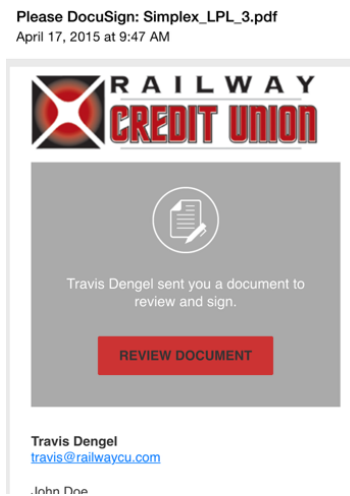 Please DocuSign: Simplex_LPL_3.pdf
April 17, 2015 at 9:47 AM
RAILWAY
CREDIT UNION
Travis Dengel sent you a document to
review and sign.
REVIEW DOCUMENT
Travis Dengel
travis@railwaycu.com
John Doe